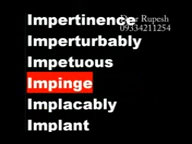 Impertinence
Rupesh
09334211254
Imperturbably
Impetuous
Impinge
Implacably
Implant